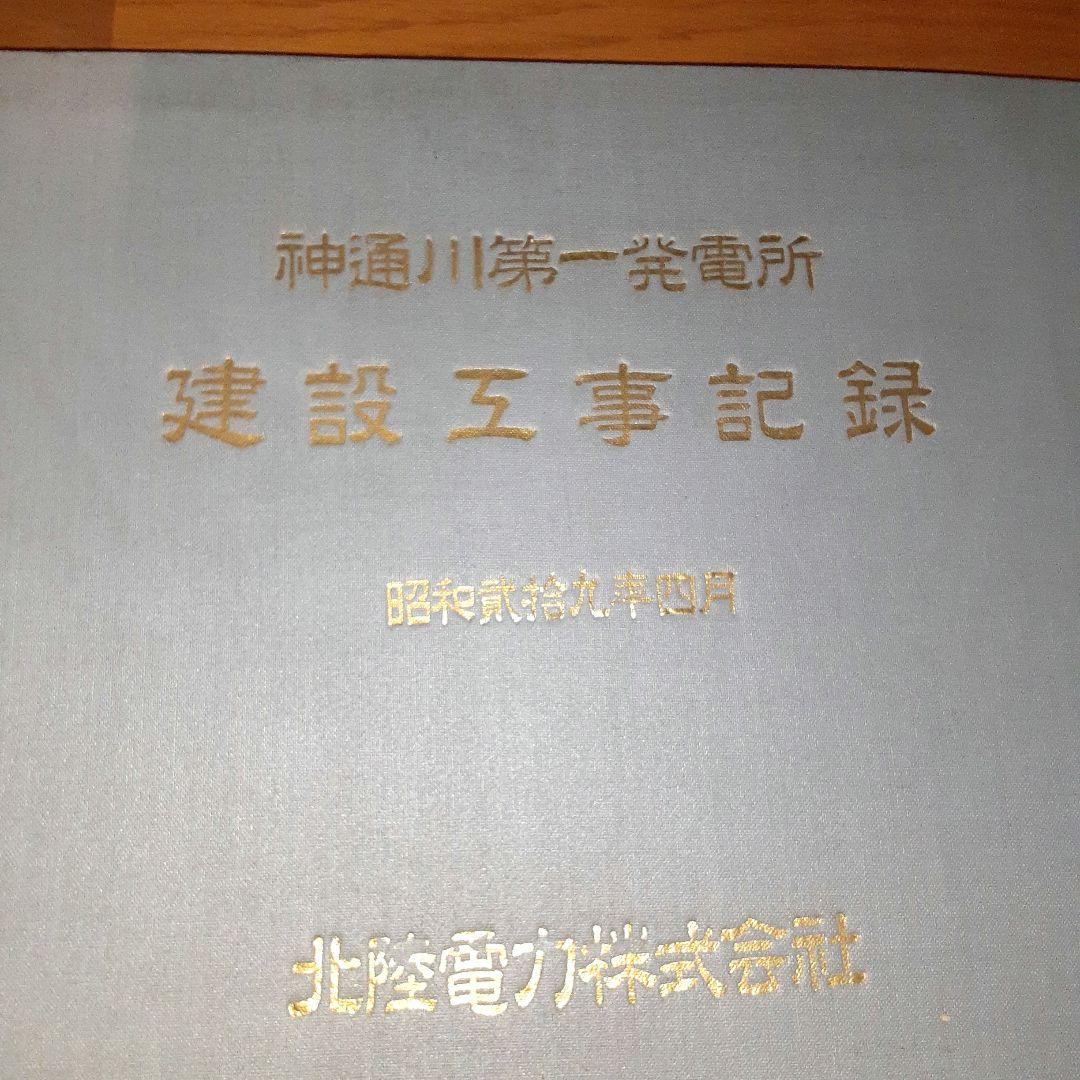 神通川第一発電所
建設工事記録
昭和貳拾九年四月
北陸電力株式会社